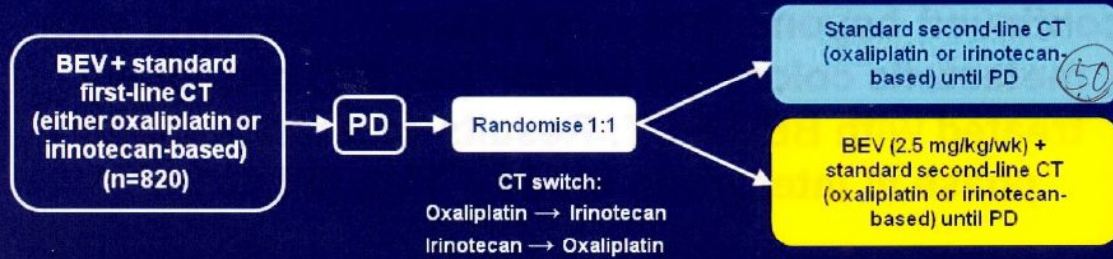 BEV + standard
first-line CT
(either oxaliplatin or
irinotecan-based)
(n=820)
PD
Randomise 1:1
CT switch:
Oxaliplatin → Irinotecan
Irinotecan → Oxaliplatin
Standard second-line CT
(oxaliplatin or irinotecan-
based) until PD
50
BEV (2.5 mg/kg/wk) +
standard second-line CT
(oxaliplatin or irinotecan-
based) until PD